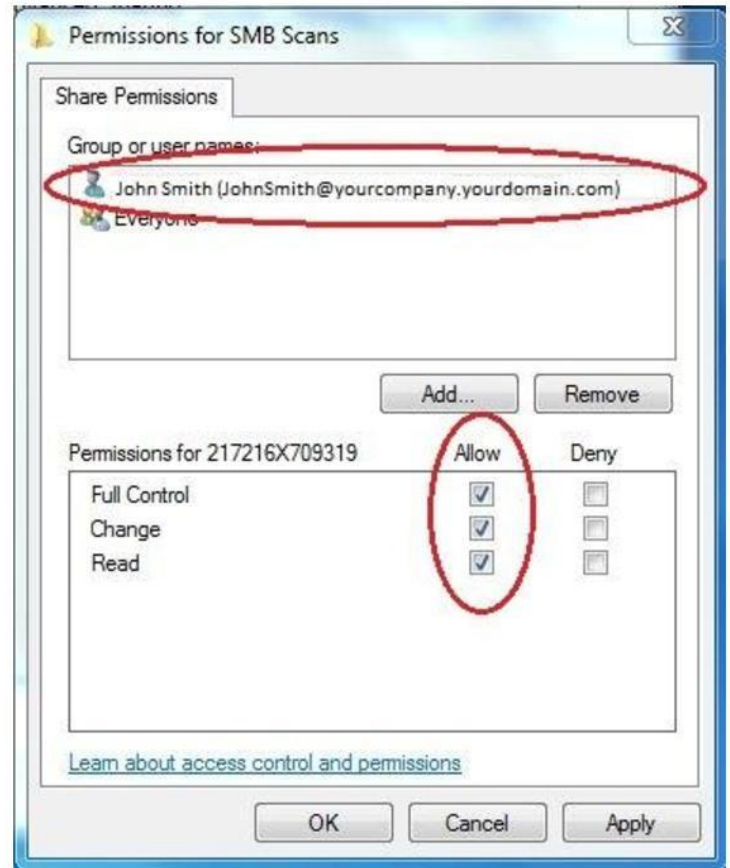 Permissions for SMB Scans
Share Permissions
Group or user names:
John Smith (JohnSmith@yourcompany.yourdomain.com)
Everyone
Add... Remove
Permissions for 217216X709319 Allow Deny
Full Control
Change
Read
Learn about access control and permissions
OK Cancel Apply